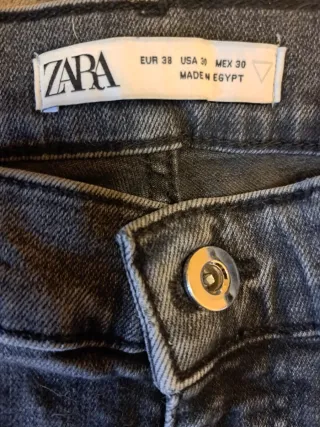 ZARA
EUR 38 USA 30 MEX 30
MADE IN EGYPT